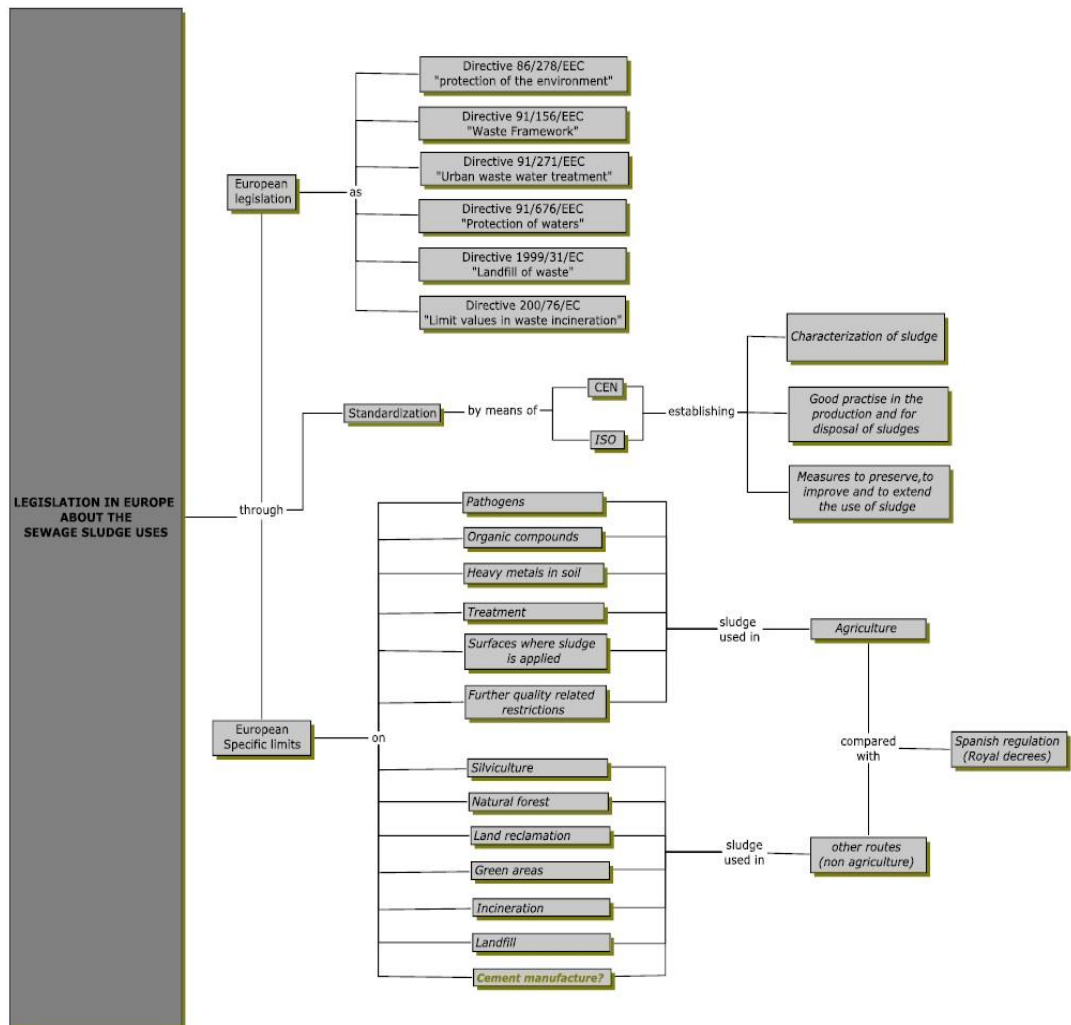 LEGISLATION IN EUROPE
ABOUT THE
SEWAGE SLUDGE USES
through
European
legislation
as
Directive 86/278/EEC
"protection of the environment"
Directive 91/156/EEC
"Waste Framework"
Directive 91/271/EEC
"Urban waste water treatment"
Directive 91/676/EEC
"Protection of waters"
Directive 1999/31/EC
"Landfill of waste"
Directive 200/76/EC
"Limit values in waste incineration"
Standardization
by means of
CEN
ISO
establishing
Characterization of sludge
Good practise in the
production and for
disposal of sludges
Measures to preserve,to
improve and to extend
the use of sludge
European
Specific limits
on
Pathogens
Organic compounds
Heavy metals in soil
Treatment
Surfaces where sludge
is applied
Further quality related
restrictions
sludge
used in
Agriculture
Silviculture
Natural forest
Land reclamation
Green areas
Incineration
Landfill
Cement manufacture?
sludge
used in
other routes
(non agriculture)
compared
with
Spanish regulation
(Royal decrees)